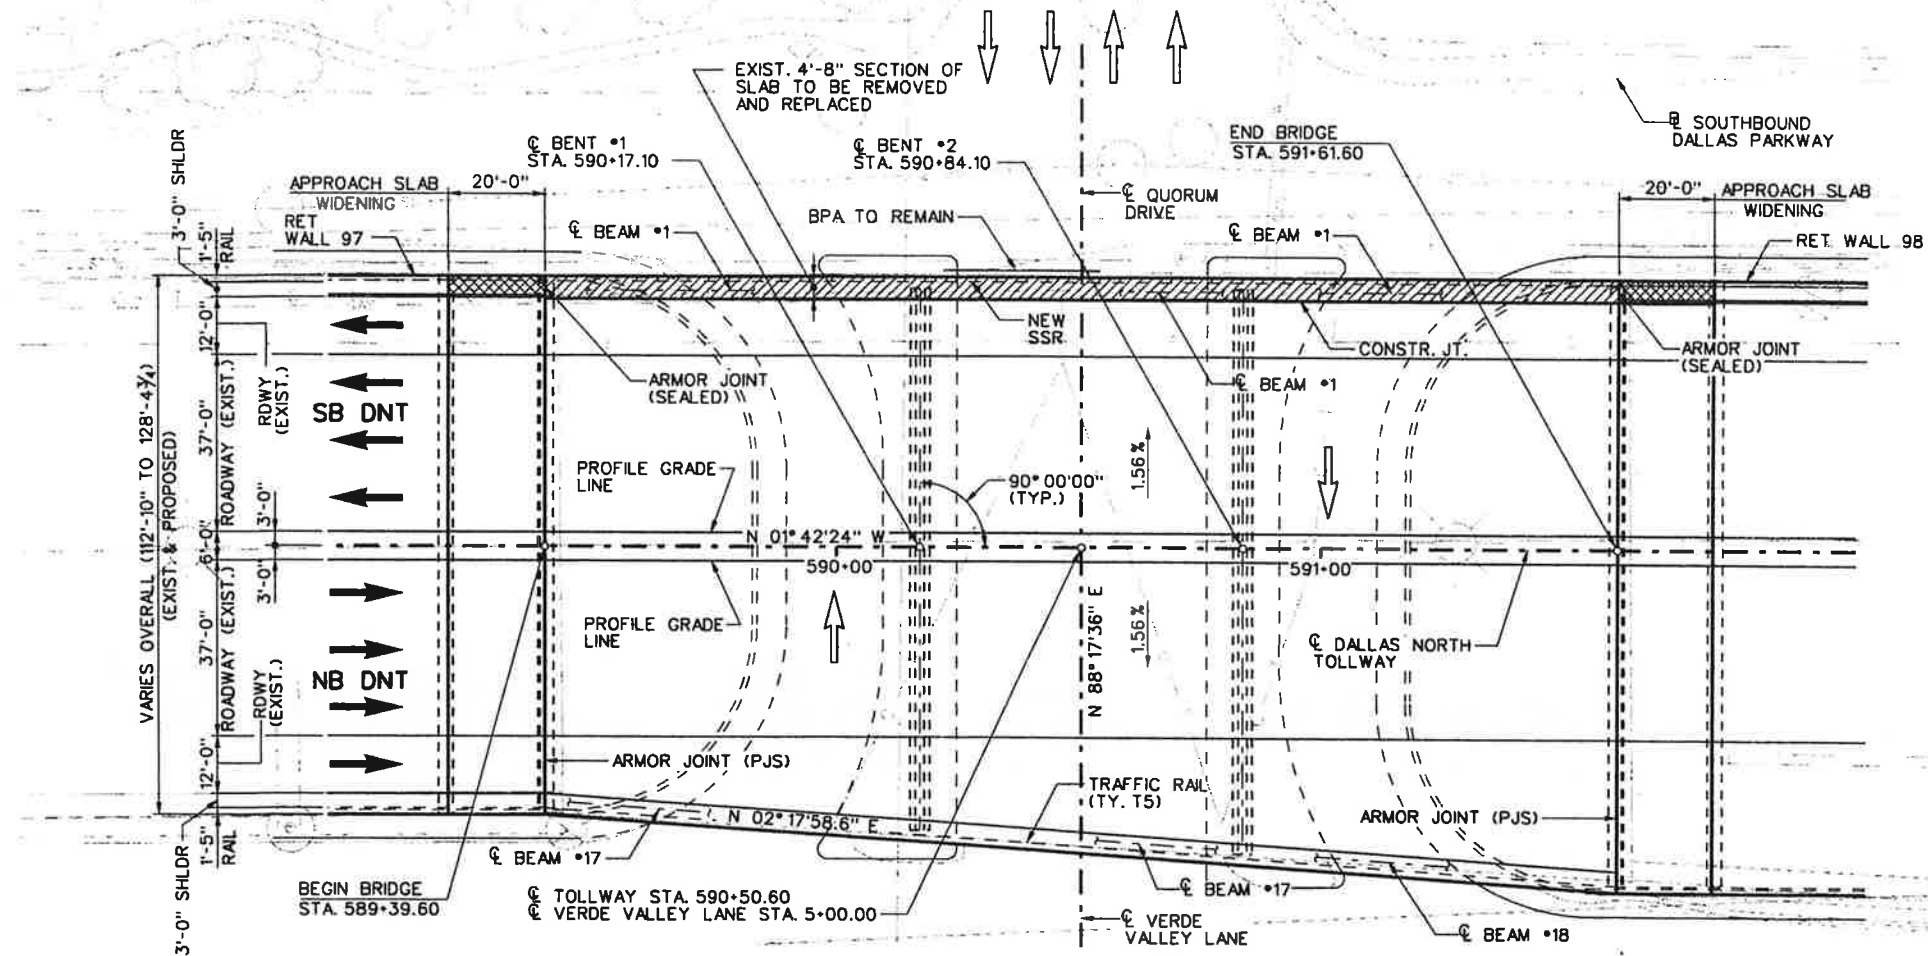 EXIST. 4'-8" SECTION OF
SLAB TO BE REMOVED
AND REPLACED
℄ BENT #1
STA. 590+17.10
℄ BENT #2
STA. 590+84.10
END BRIDGE
STA. 591+61.60
SOUTHBOUND
DALLAS PARKWAY
APPROACH SLAB
WIDENING
20'-0"
RET
WALL 97
℄ BEAM #1
BPA TO REMAIN
℄ QUORUM
DRIVE
℄ BEAM #1
20'-0"
APPROACH SLAB
WIDENING
RET. WALL 98
3'-0" SHLDR
1'-5"
RAIL
NEW
SSR
CONSTR. JT.
ARMOR JOINT
(SEALED)
ARMOR JOINT
(SEALED)
℄ BEAM #1
12'-0"
RDWY
(EXIST.)
37'-0"
ROADWAY (EXIST.)
SB DNT
VARIES OVERALL (112'-10" TO 128'-4¾)
(EXIST. & PROPOSED)
PROFILE GRADE
LINE
90°00'00"
(TYP.)
1.56%
3'-0"
6'-0"
3'-0"
N 01°42'24" W
590+00
591+00
PROFILE GRADE
LINE
N 88°17'36" E
1.56%
℄ DALLAS NORTH
TOLLWAY
37'-0"
ROADWAY (EXIST.)
NB DNT
RDWY
(EXIST.)
12'-0"
ARMOR JOINT (PJS)
TRAFFIC RAIL
(TY. T5)
ARMOR JOINT (PJS)
N 02°17'58.6" E
1'-5"
RAIL
3'-0" SHLDR
℄ BEAM #17
BEGIN BRIDGE
STA. 589+39.60
℄ TOLLWAY STA. 590+50.60
℄ VERDE VALLEY LANE STA. 5+00.00
℄ BEAM #17
℄ VERDE
VALLEY LANE
℄ BEAM #18